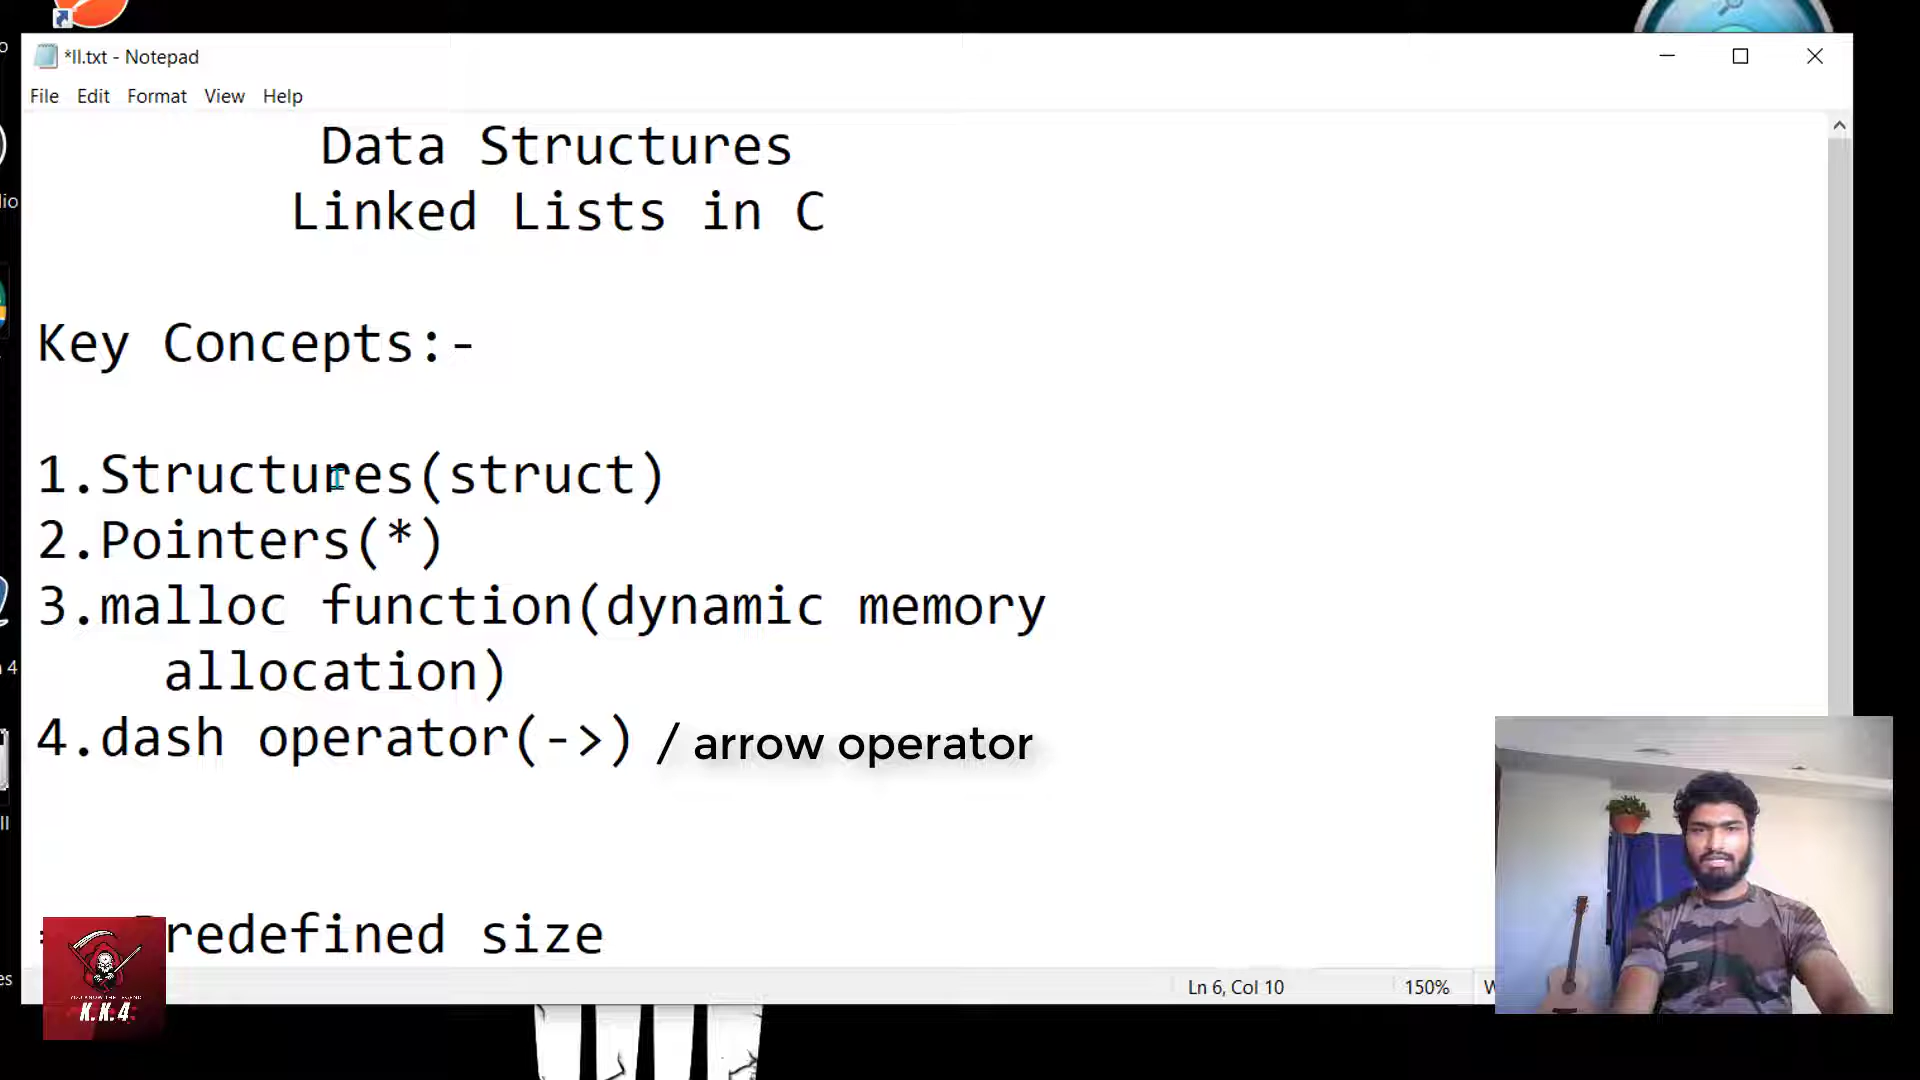 *ll.txt - Notepad
File Edit Format View Help
Data Structures
Linked Lists in C
Key Concepts:-
1.Structures(struct)
2.Pointers(*)
3.malloc function(dynamic memory
allocation)
4.dash operator(->) / arrow operator
redefined size
K.K.4
Ln 6, Col 10
150%